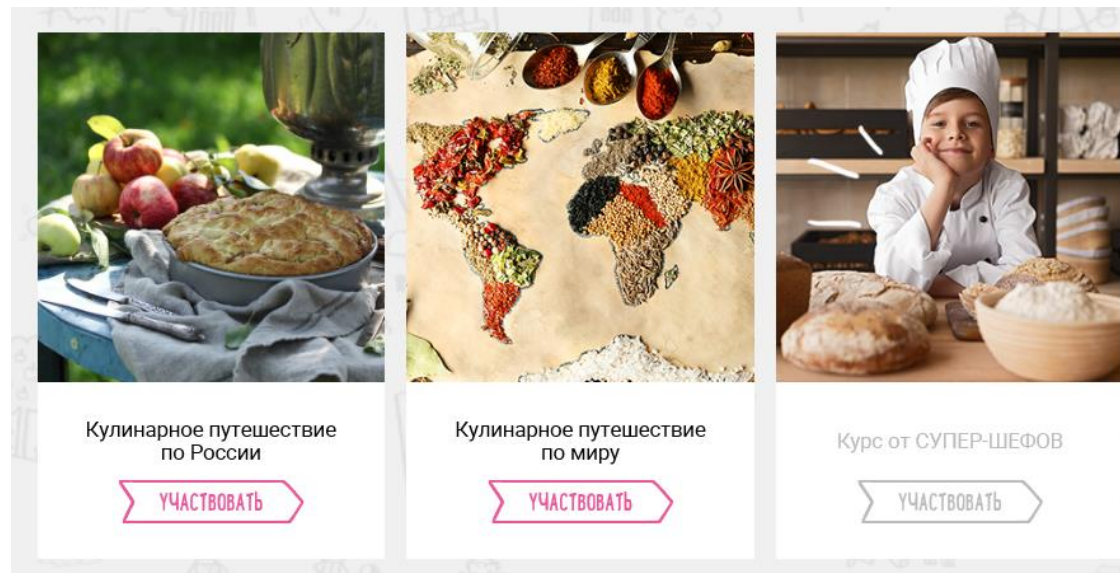 Кулинарное путешествие
по России
УЧАСТВОВАТЬ
Кулинарное путешествие
по миру
УЧАСТВОВАТЬ
Курс от СУПЕР-ШЕФОВ
УЧАСТВОВАТЬ